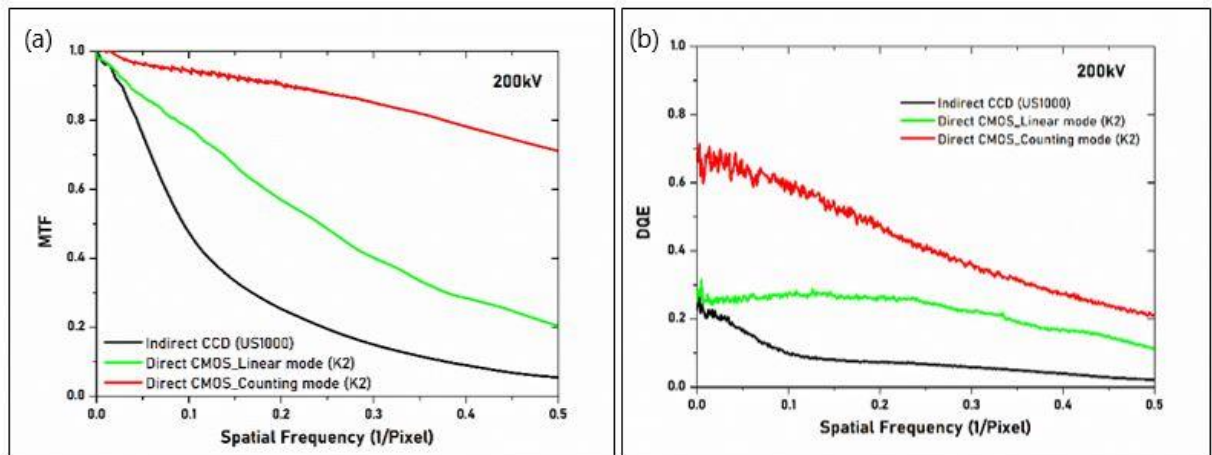 (a)
1.0
0.8
0.6
0.4
0.2
0.0
MTF
200kV
Indirect CCD (US1000)
Direct CMOS_Linear mode (K2)
Direct CMOS_Counting mode (K2)
0.0 0.1 0.2 0.3 0.4 0.5
Spatial Frequency (1/Pixel)
(b)
1.0
0.8
0.6
0.4
0.2
0.0
DQE
200kV
Indirect CCD (US1000)
Direct CMOS_Linear mode (K2)
Direct CMOS_Counting mode (K2)
0.0 0.1 0.2 0.3 0.4 0.5
Spatial Frequency (1/Pixel)